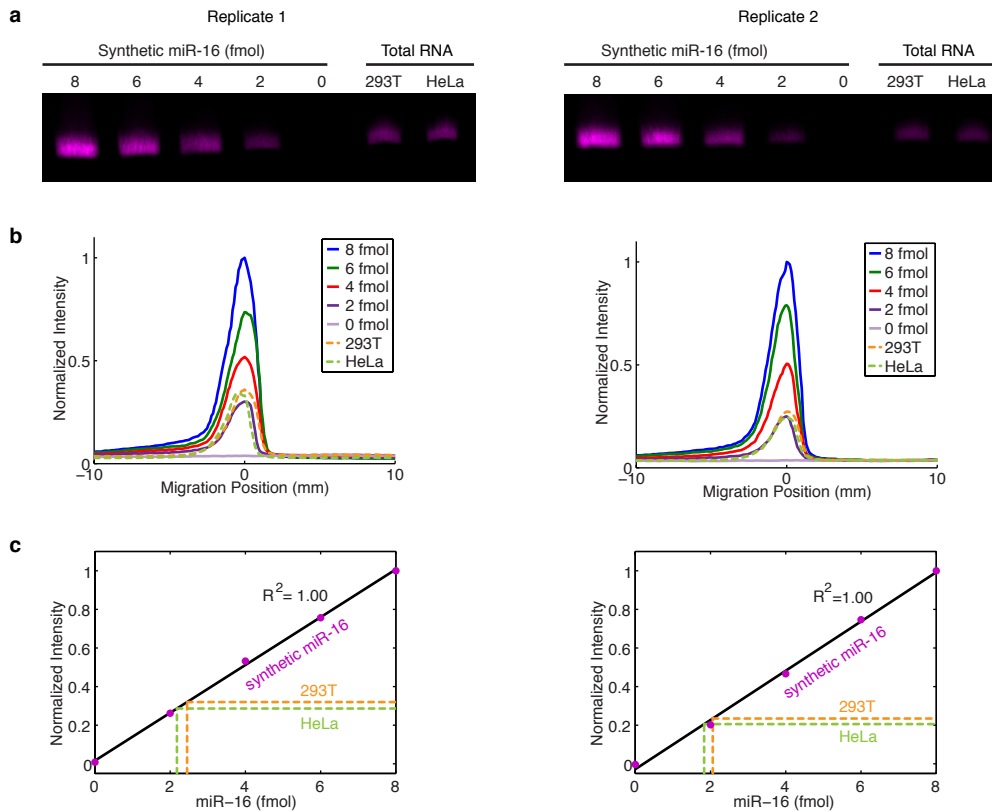 a
Replicate 1
Replicate 2
Synthetic miR-16 (fmol)
Total RNA
8 6 4 2 0 293T HeLa
Synthetic miR-16 (fmol)
Total RNA
8 6 4 2 0 293T HeLa
b
Normalized Intensity
1
0.5
0
−10 0 10
Migration Position (mm)
8 fmol
6 fmol
4 fmol
2 fmol
0 fmol
293T
HeLa
Normalized Intensity
1
0.5
0
−10 0 10
Migration Position (mm)
8 fmol
6 fmol
4 fmol
2 fmol
0 fmol
293T
HeLa
c
Normalized Intensity
1
0.8
0.6
0.4
0.2
0
0 2 4 6 8
miR-16 (fmol)
R2= 1.00
synthetic miR-16
293T
HeLa
Normalized Intensity
1
0.8
0.6
0.4
0.2
0
0 2 4 6 8
miR-16 (fmol)
R2=1.00
synthetic miR-16
293T
HeLa